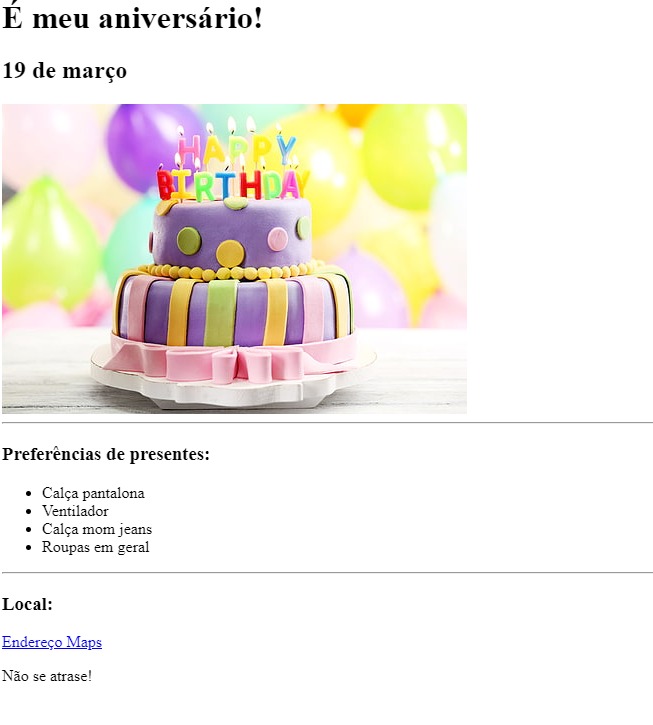 É meu aniversário!
19 de março
HAPPY
BIRTHDAY
Preferências de presentes:
Calça pantalona
Ventilador
Calça mom jeans
Roupas em geral
Local:
Endereço Maps
Não se atrase!